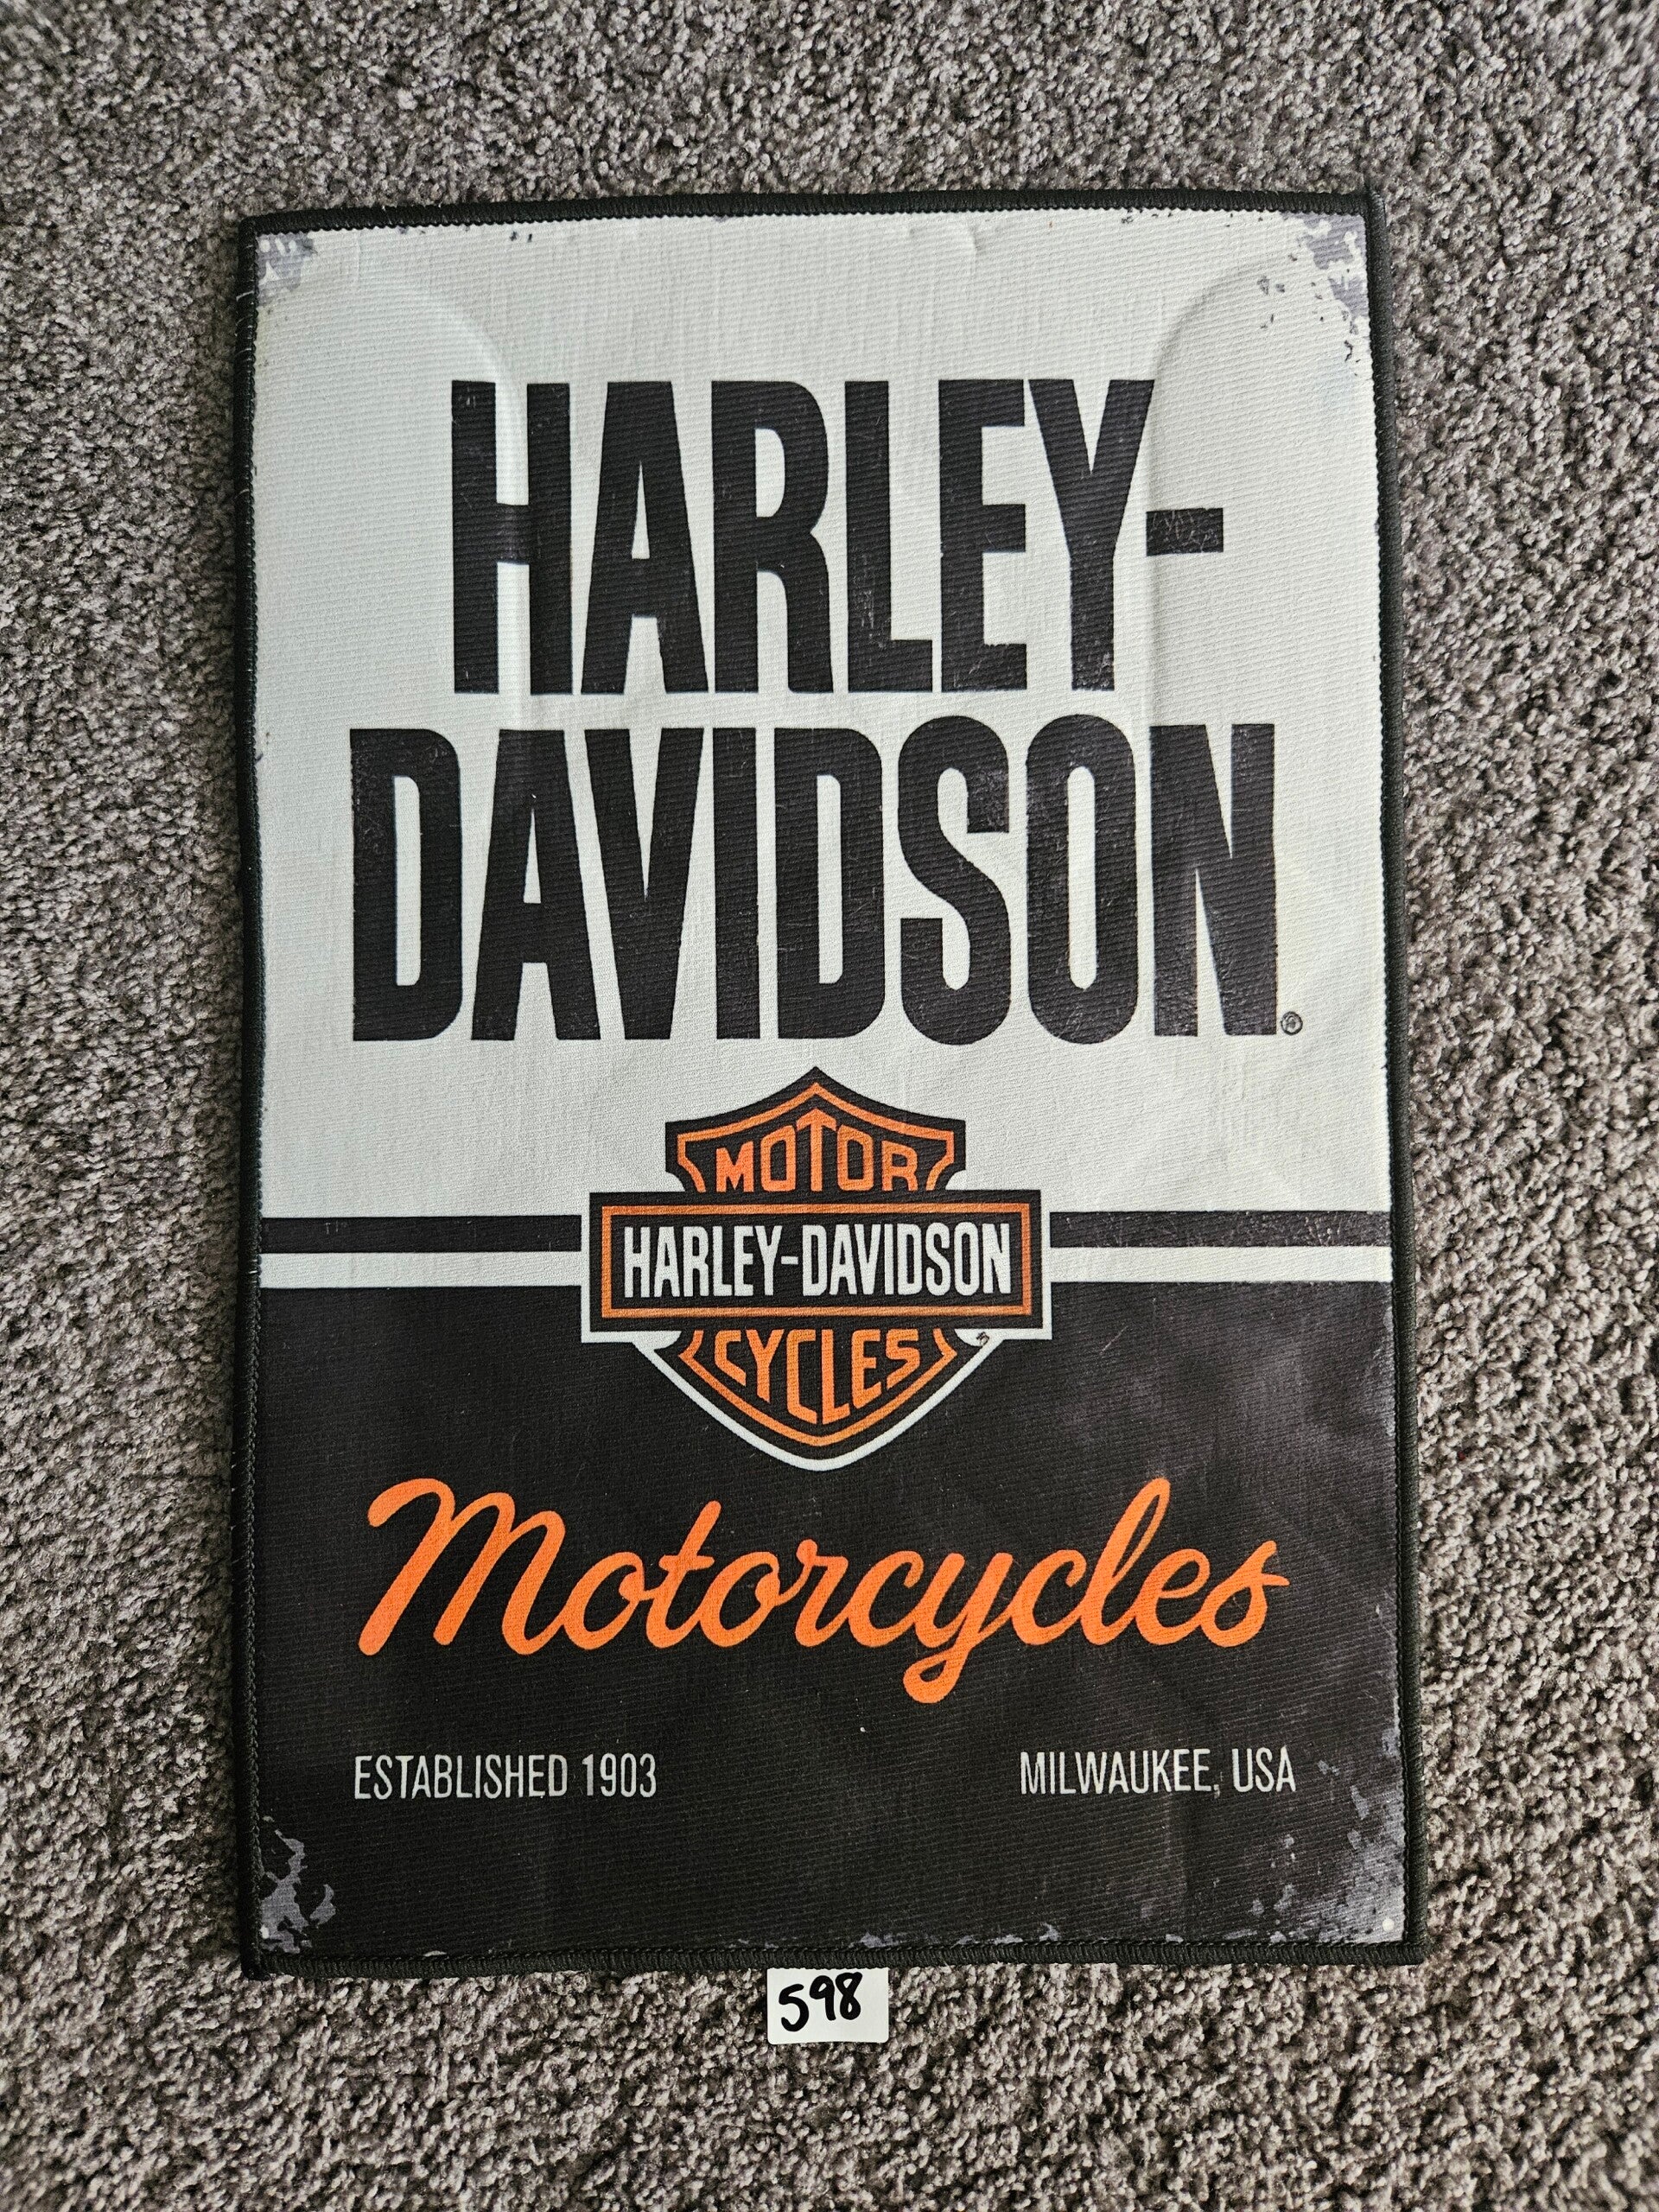 HARLEY-
DAVIDSON®
MOTOR
HARLEY-DAVIDSON
CYCLES
Motorcycles
ESTABLISHED 1903
MILWAUKEE, USA
598